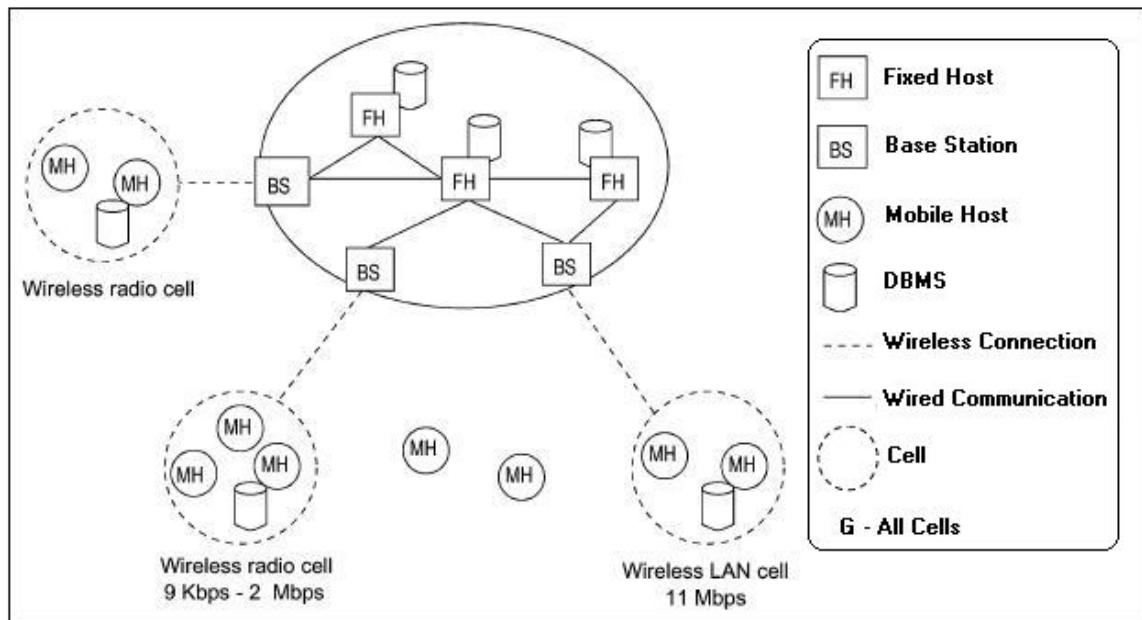 FH
MH
MH
BS
FH
FH
Wireless radio cell
BS
BS
MH
MH
MH
MH
MH
MH
MH
Wireless radio cell
9 Kbps - 2 Mbps
Wireless LAN cell
11 Mbps
FH Fixed Host
BS Base Station
MH Mobile Host
DBMS
Wireless Connection
Wired Communication
Cell
G - All Cells